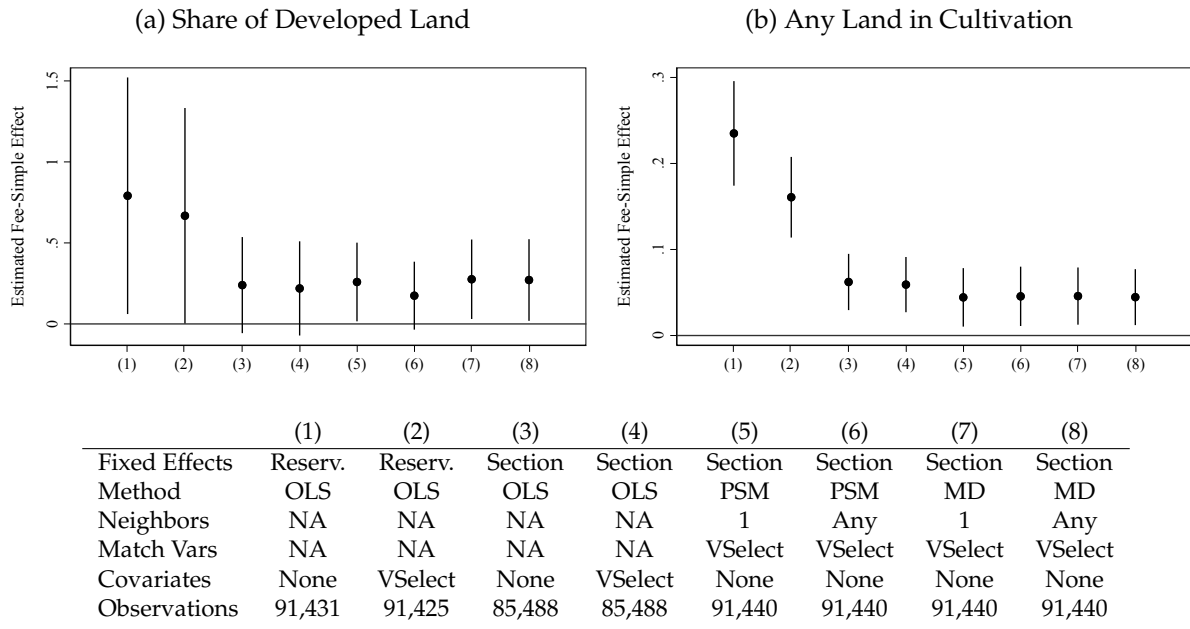 (a) Share of Developed Land
Estimated Fee-Simple Effect
1.5
1
.5
0
(1) (2) (3) (4) (5) (6) (7) (8)
(b) Any Land in Cultivation
Estimated Fee-Simple Effect
.3
.2
.1
0
(1) (2) (3) (4) (5) (6) (7) (8)
(1) (2) (3) (4) (5) (6) (7) (8)
Fixed Effects Reserv. Reserv. Section Section Section Section Section Section
Method OLS OLS OLS OLS PSM PSM MD MD
Neighbors NA NA NA NA 1 Any 1 Any
Match Vars NA NA NA NA VSelect VSelect VSelect VSelect
Covariates None VSelect None VSelect None None None None
Observations 91,431 91,425 85,488 85,488 91,440 91,440 91,440 91,440